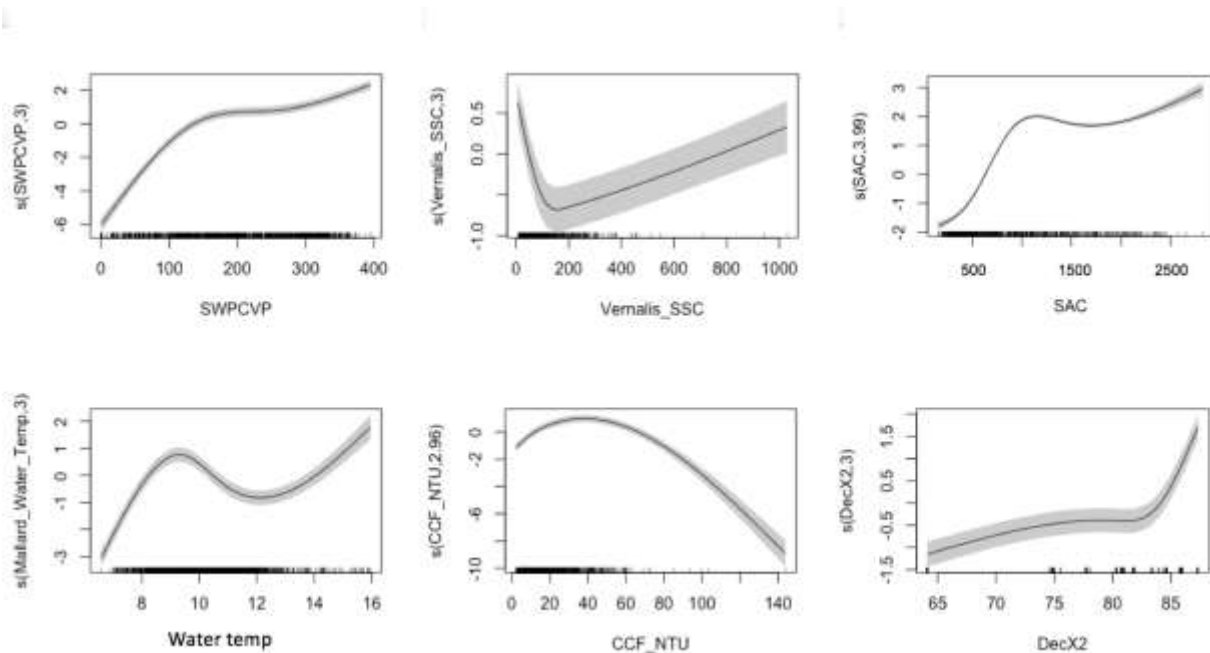 s(SWPCVP,3)
2
0
-2
-4
-6
0 100 200 300 400
SWPCVP
s(Vernalis_SSC,3)
0.5
0.0
-1.0
0 200 400 600 800 1000
Vernalis_SSC
s(SAC,3.99)
3
2
1
0
-1
-2
500 1000 1500 2500
SAC
s(Mallard_Water_Temp,3)
2
1
0
-1
-3
8 10 12 14 16
Water temp
s(CCF_NTU,2.96)
0
-2
-6
-10
0 20 40 60 80 100 140
CCF_NTU
s(DecX2,3)
1.5
0.5
-0.5
-1.5
65 70 75 80 85
DecX2